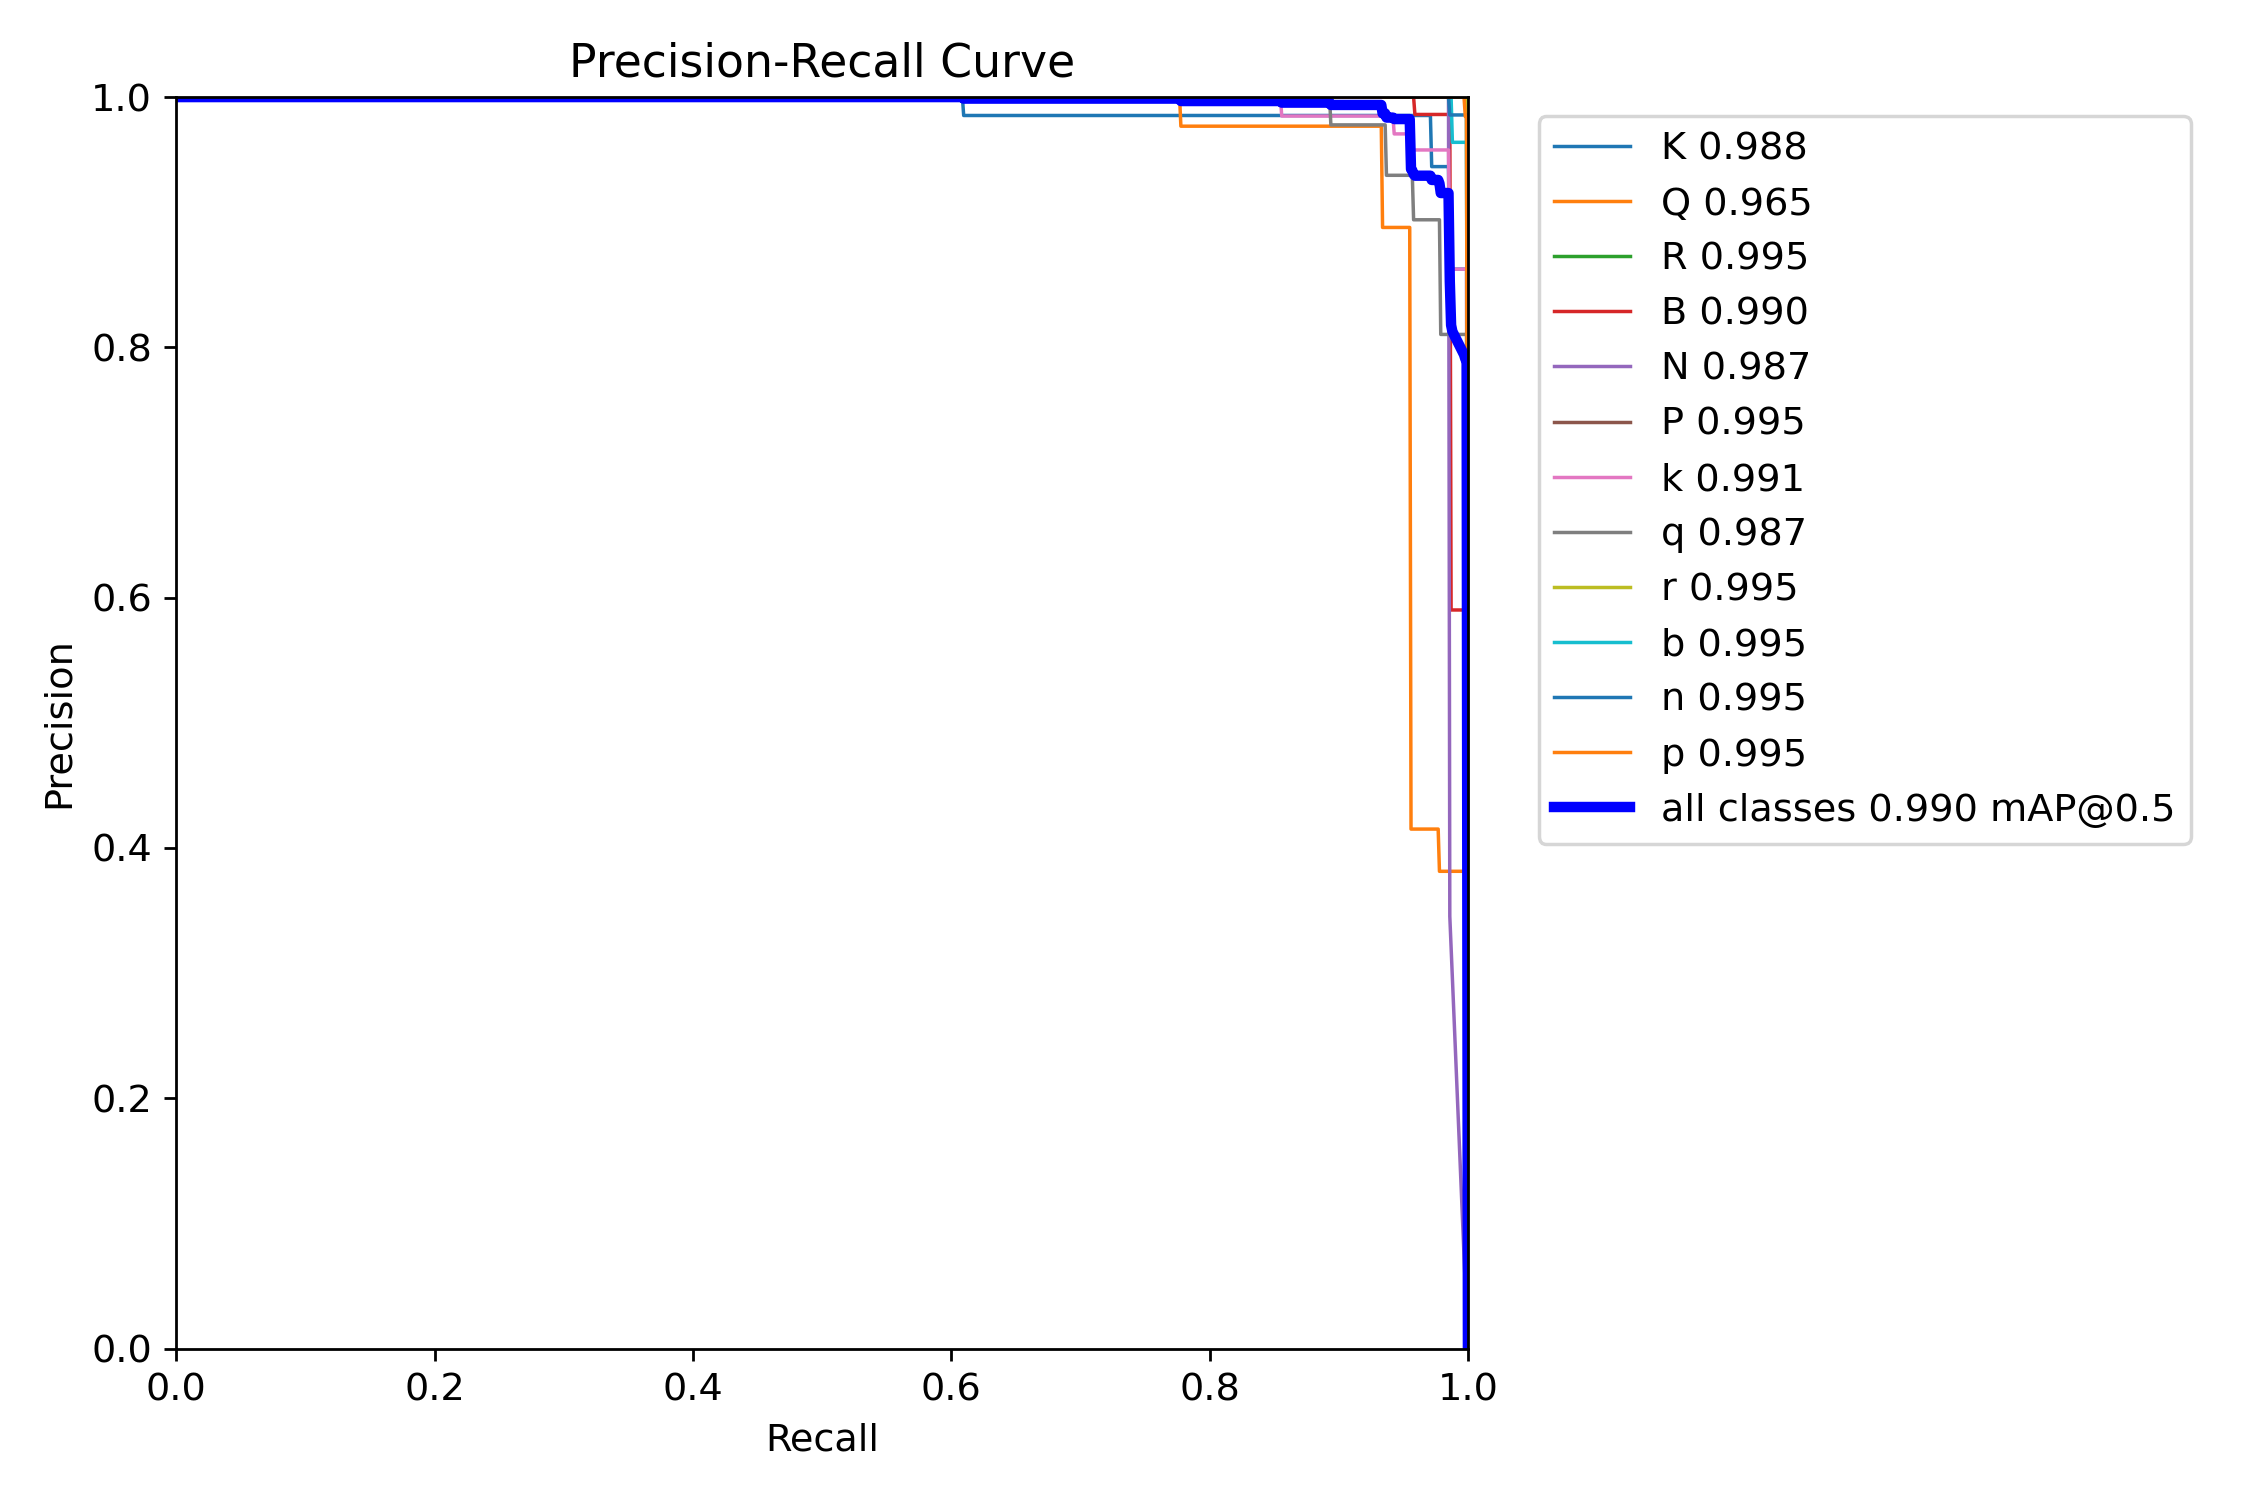 Precision-Recall Curve
1.0
0.8
0.6
0.4
0.2
0.0
Precision
0.0 0.2 0.4 0.6 0.8 1.0
Recall
K 0.988
Q 0.965
R 0.995
B 0.990
N 0.987
P 0.995
k 0.991
q 0.987
r 0.995
b 0.995
n 0.995
p 0.995
all classes 0.990 mAP@0.5